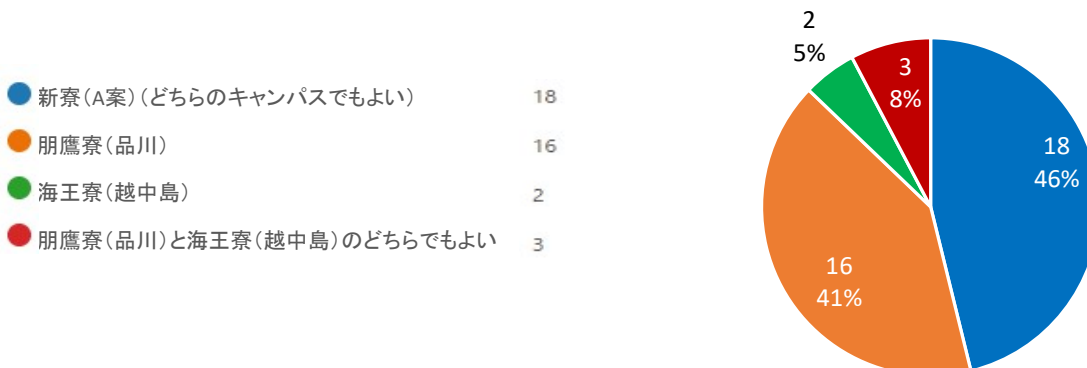 新寮（A案）（どちらのキャンパスでもよい） 18
朋鷹寮（品川） 16
海王寮（越中島） 2
朋鷹寮（品川）と海王寮（越中島）のどちらでもよい 3
2
5%
3
8%
18
46%
16
41%